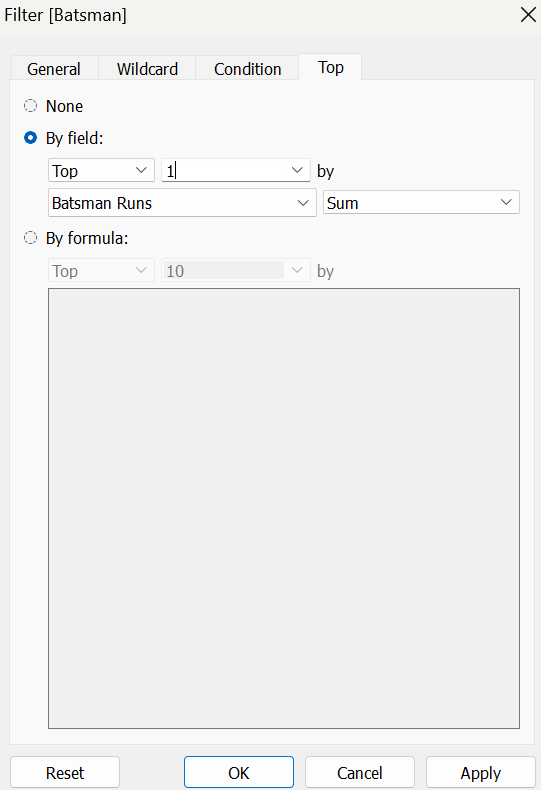 Filter [Batsman]
General Wildcard Condition Top
None
By field:
Top 1 by
Batsman Runs Sum
By formula:
Top 10 by
Reset OK Cancel Apply